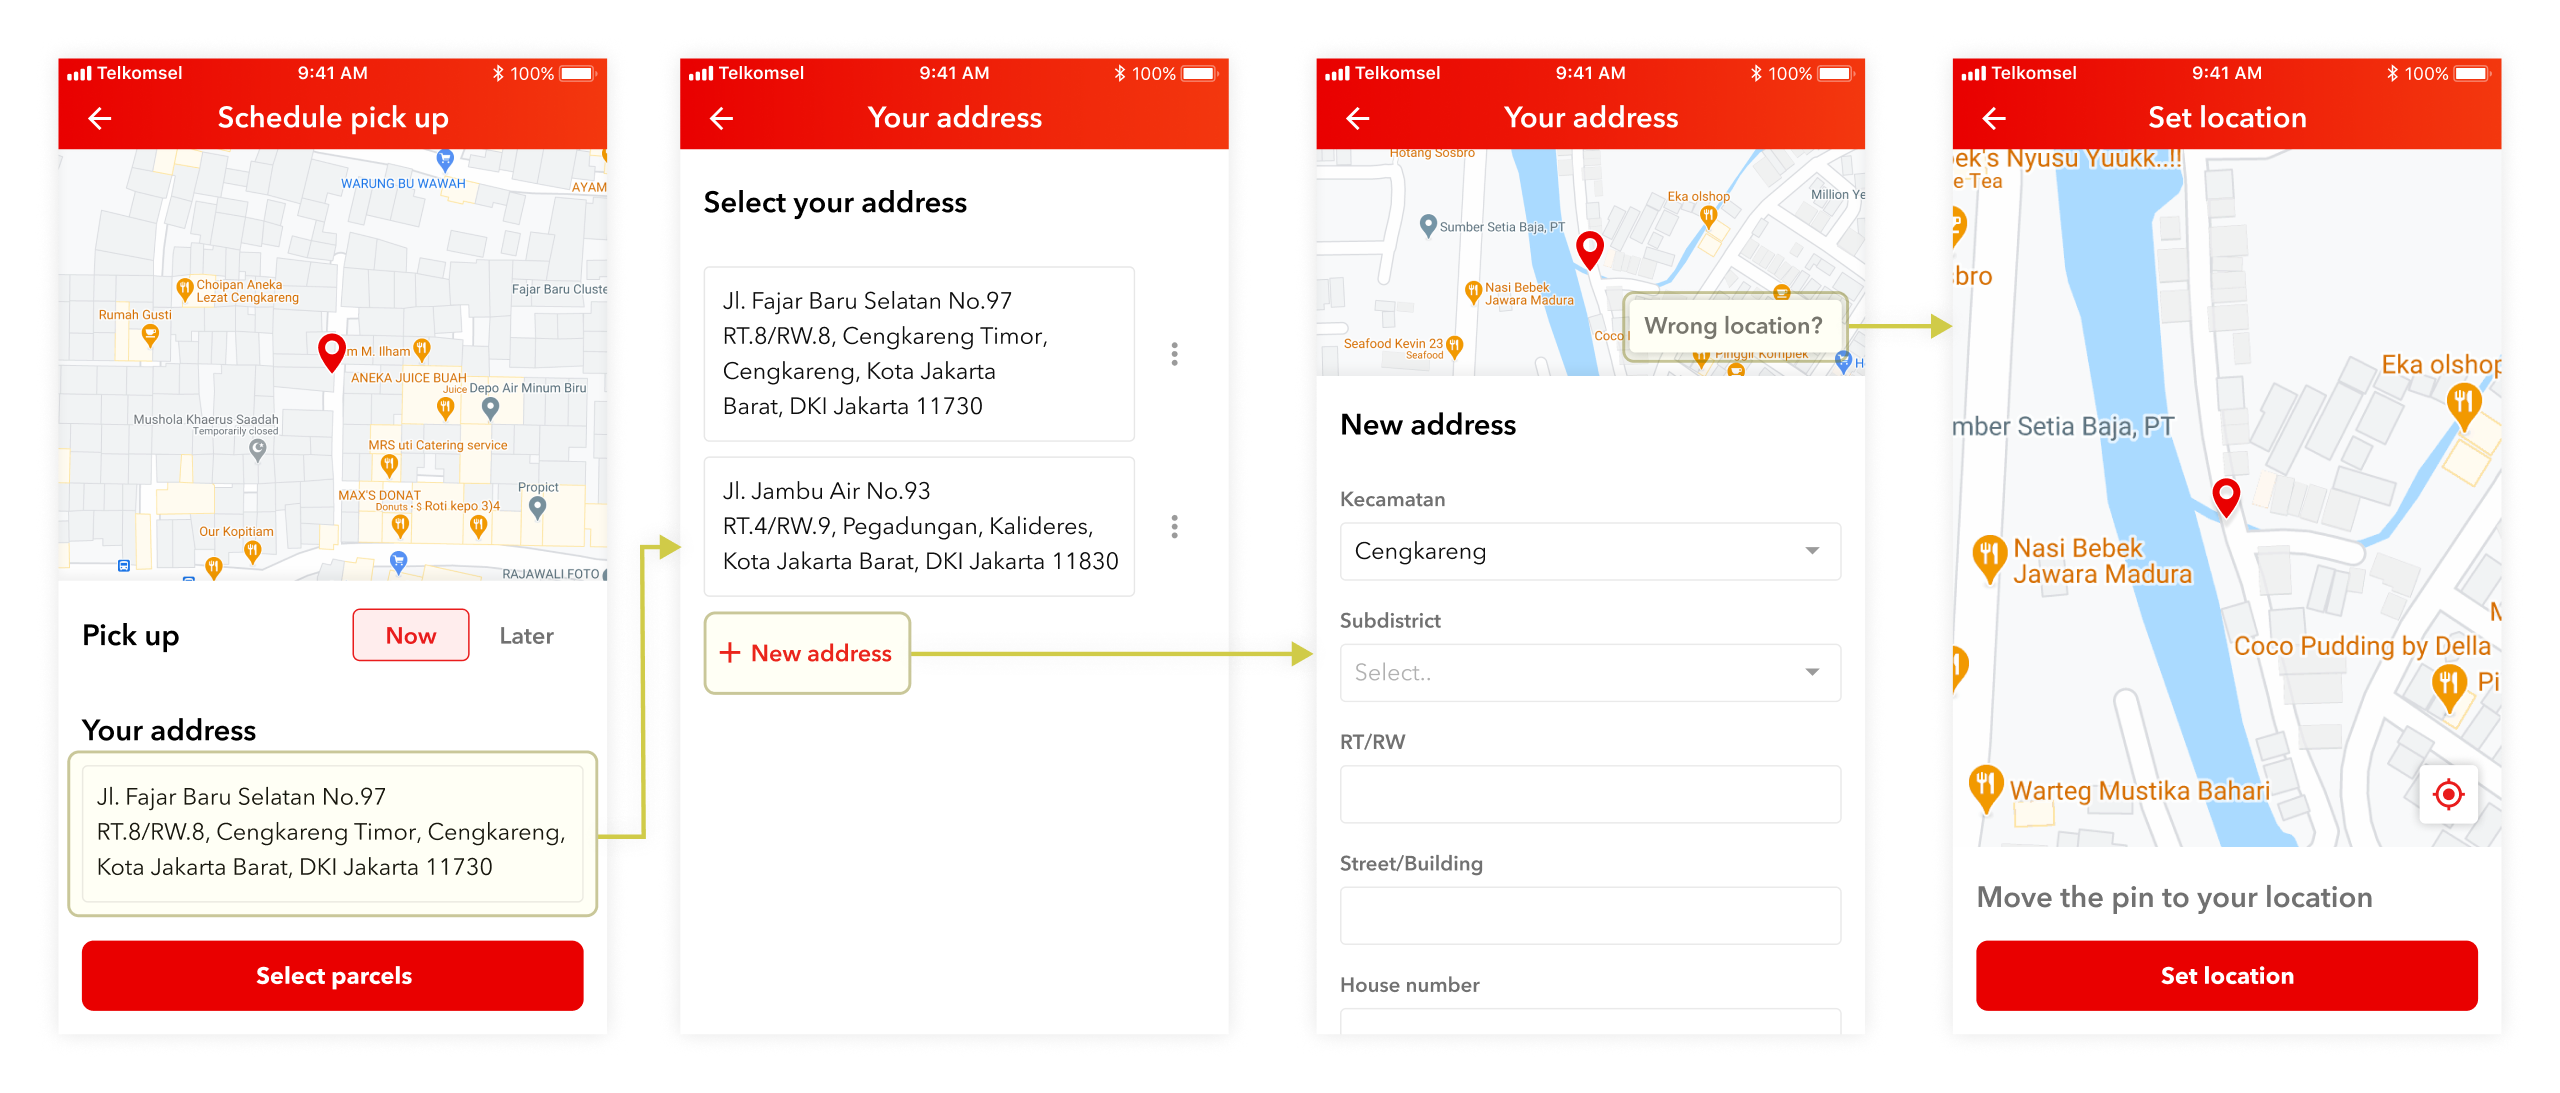 Telkomsel
9:41 AM
100%
Schedule pick up
WARUNG BU WAWAH
AYAM
Choipan Aneka
Lezat Cengkareng
Fajar Baru Cluste
Rumah Gusti
m M. Ilham
ANEKA JUICE BUAH
Juice
Depo Air Minum Biru
Mushola Khaerus Saadah
Temporarily closed
MRS uti Catering service
MAX'S DONAT
Donuts · $
Roti kepo 3)4
Propict
Our Kopitiam
RAJAWALI FOTO
Pick up
Now
Later
Your address
Jl. Fajar Baru Selatan No.97
RT.8/RW.8, Cengkareng Timor, Cengkareng,
Kota Jakarta Barat, DKI Jakarta 11730
Select parcels
Telkomsel
9:41 AM
100%
Your address
Select your address
Jl. Fajar Baru Selatan No.97
RT.8/RW.8, Cengkareng Timor,
Cengkareng, Kota Jakarta
Barat, DKI Jakarta 11730
Jl. Jambu Air No.93
RT.4/RW.9, Pegadungan, Kalideres,
Kota Jakarta Barat, DKI Jakarta 11830
+ New address
Telkomsel
9:41 AM
100%
Your address
Hotang Sosbro
Eka olshop
Million Ye
Sumber Setia Baja, PT
Nasi Bebek
Jawara Madura
Wrong location?
Coco
Seafood Kevin 23
Seafood
Pinggir Komplek
H
New address
Kecamatan
Cengkareng
Subdistrict
Select..
RT/RW
Street/Building
House number
Telkomsel
9:41 AM
100%
Set location
ek's Nyusu Yuukk..!!
e Tea
sbro
Eka olshop
mber Setia Baja, PT
Nasi Bebek
Jawara Madura
M
Coco Pudding by Della
Pi
Warteg Mustika Bahari
Move the pin to your location
Set location